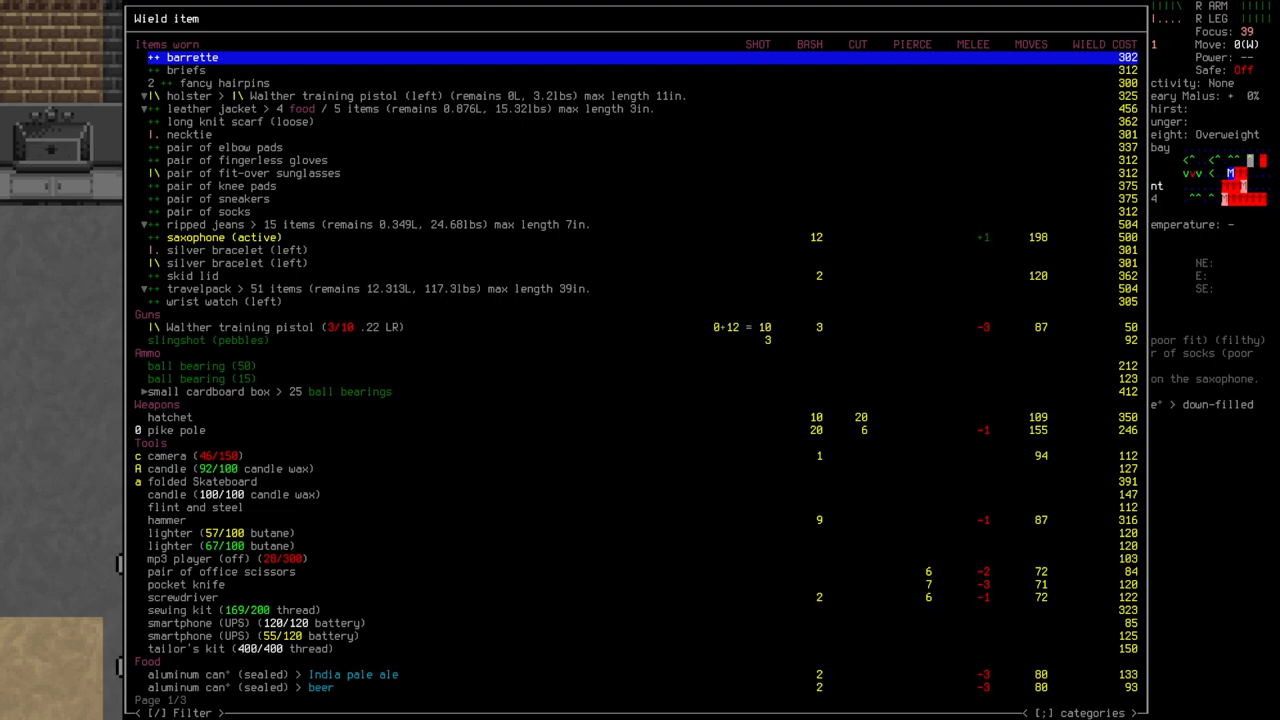 Wield item
Items worn SHOT BASH CUT PIERCE MELEE MOVES WIELD COST
++ barrette 302
++ briefs 312
2 ++ fancy hairpins 300
▼|\ holster > |\ Walther training pistol (left) (remains 0L, 3.2lbs) max length 11in. 325
▼++ leather jacket > 4 food / 5 items (remains 0.876L, 15.32lbs) max length 3in. 456
++ long knit scarf (loose) 362
|. necktie 301
++ pair of elbow pads 337
++ pair of fingerless gloves 312
|\ pair of fit-over sunglasses 312
++ pair of knee pads 375
++ pair of sneakers 375
++ pair of socks 312
▼++ ripped jeans > 15 items (remains 0.349L, 24.68lbs) max length 7in. 504
++ saxophone (active) 12 +1 198 500
|. silver bracelet (left) 301
|\ silver bracelet (left) 301
++ skid lid 2 120 362
▼++ travelpack > 51 items (remains 12.313L, 117.3lbs) max length 39in. 504
++ wrist watch (left) 305
Guns
|\ Walther training pistol (3/10 .22 LR) 0+12 = 10 3 -3 87 50
slingshot (pebbles) 3 92
Ammo
ball bearing (50) 212
ball bearing (15) 123
▶small cardboard box > 25 ball bearings 412
Weapons
hatchet 10 20 109 350
0 pike pole 20 6 -1 155 246
Tools
c camera (46/150) 1 94 112
A candle (92/100 candle wax) 127
a folded Skateboard 391
candle (100/100 candle wax) 147
flint and steel 112
hammer 9 -1 87 316
lighter (57/100 butane) 120
lighter (67/100 butane) 120
mp3 player (off) (28/300) 103
pair of office scissors 6 -2 72 84
pocket knife 7 -3 71 120
screwdriver 2 6 -1 72 122
sewing kit (169/200 thread) 323
smartphone (UPS) (120/120 battery) 85
smartphone (UPS) (55/120 battery) 125
tailor's kit (400/400 thread) 150
Food
aluminum can* (sealed) > India pale ale 2 -3 80 133
aluminum can* (sealed) > beer 2 -3 80 93
Page 1/3
< [/] Filter > < [;] categories >
||||\ R ARM |||||
|.... R LEG |||||
Focus: 39
1 Move: 0(W)
Power: --
Safe: Off
ctivity: None
eary Malus: + 0%
hirst:
unger:
eight: Overweight
bay
nt
4
emperature: -
NE:
E:
SE:
poor fit) (filthy)
r of socks (poor
on the saxophone.
e* > down-filled